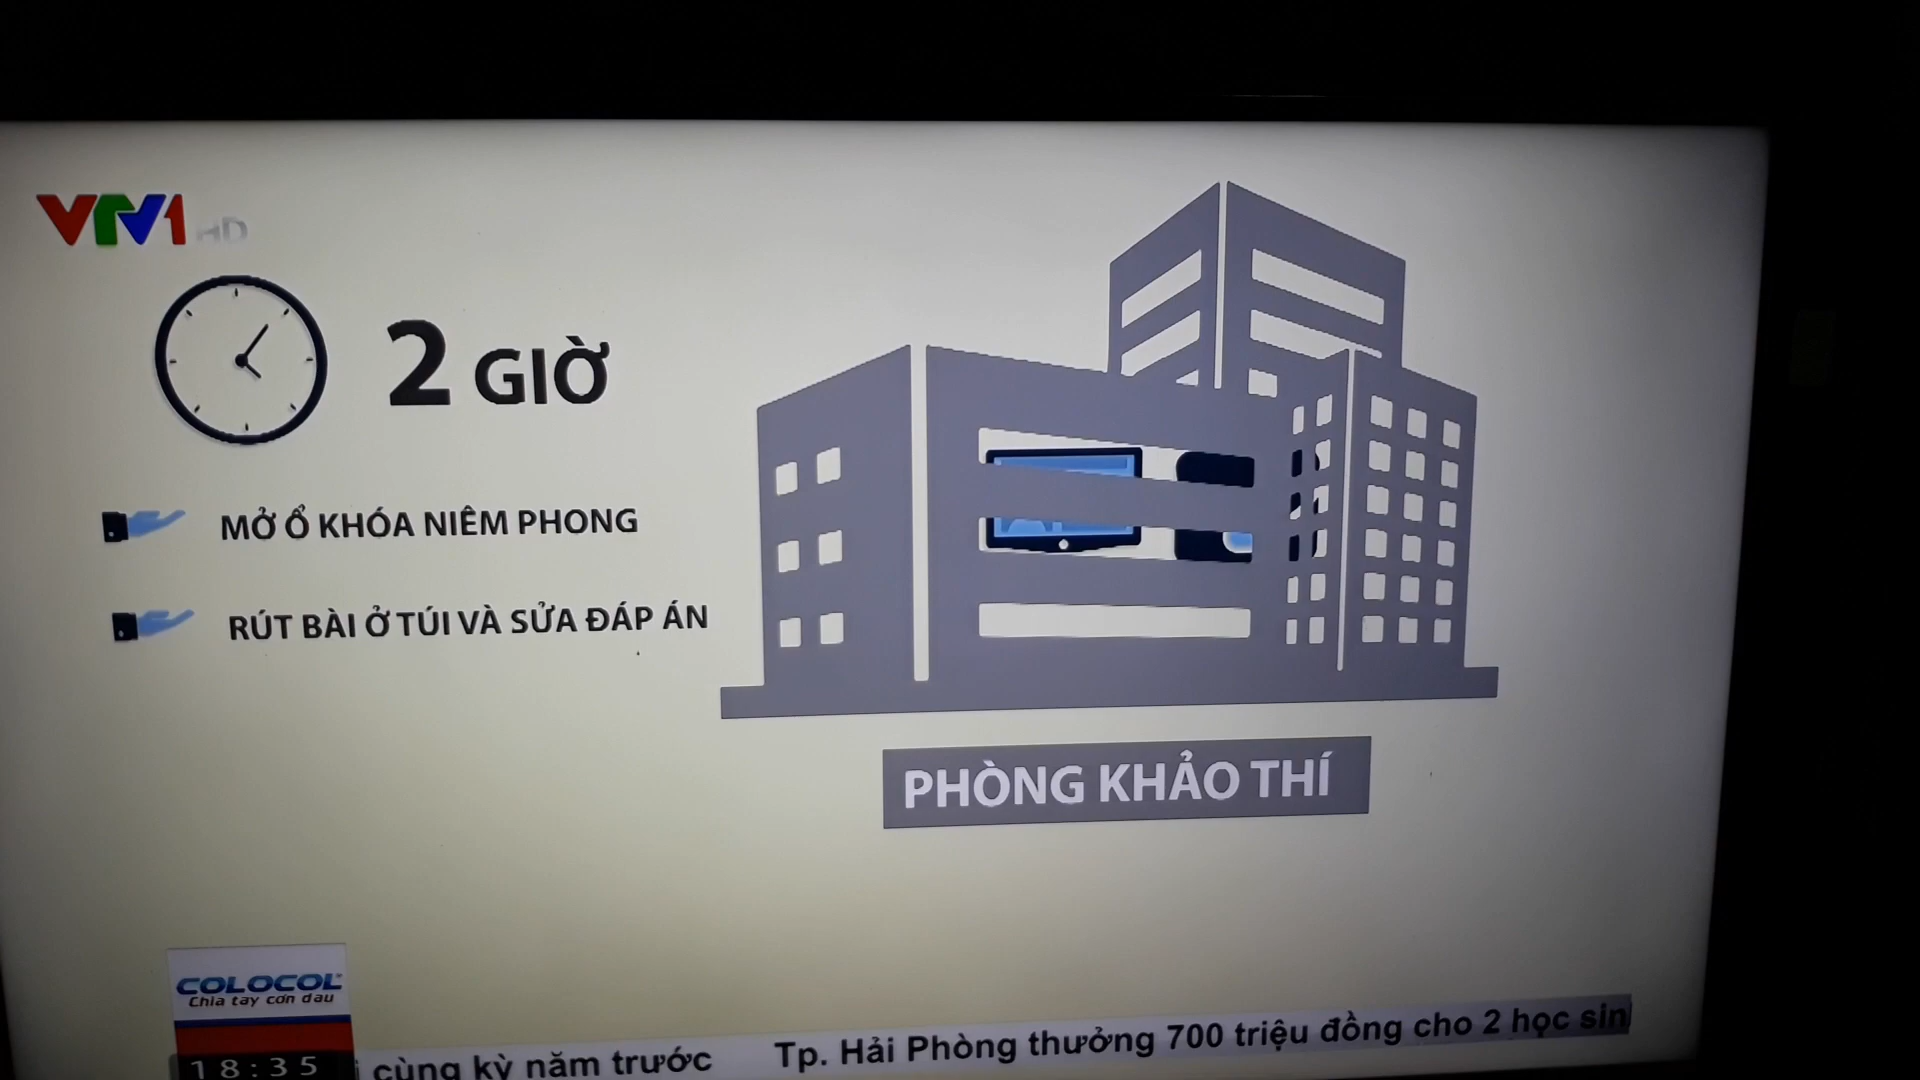 VTV1 HD
2 GIỜ
MỞ Ổ KHÓA NIÊM PHONG
RÚT BÀI Ở TÚI VÀ SỬA ĐÁP ÁN
PHÒNG KHẢO THÍ
COLOCOL
Chia tay cơn đau
18:35
cùng kỳ năm trước Tp. Hải Phòng thưởng 700 triệu đồng cho 2 học sin